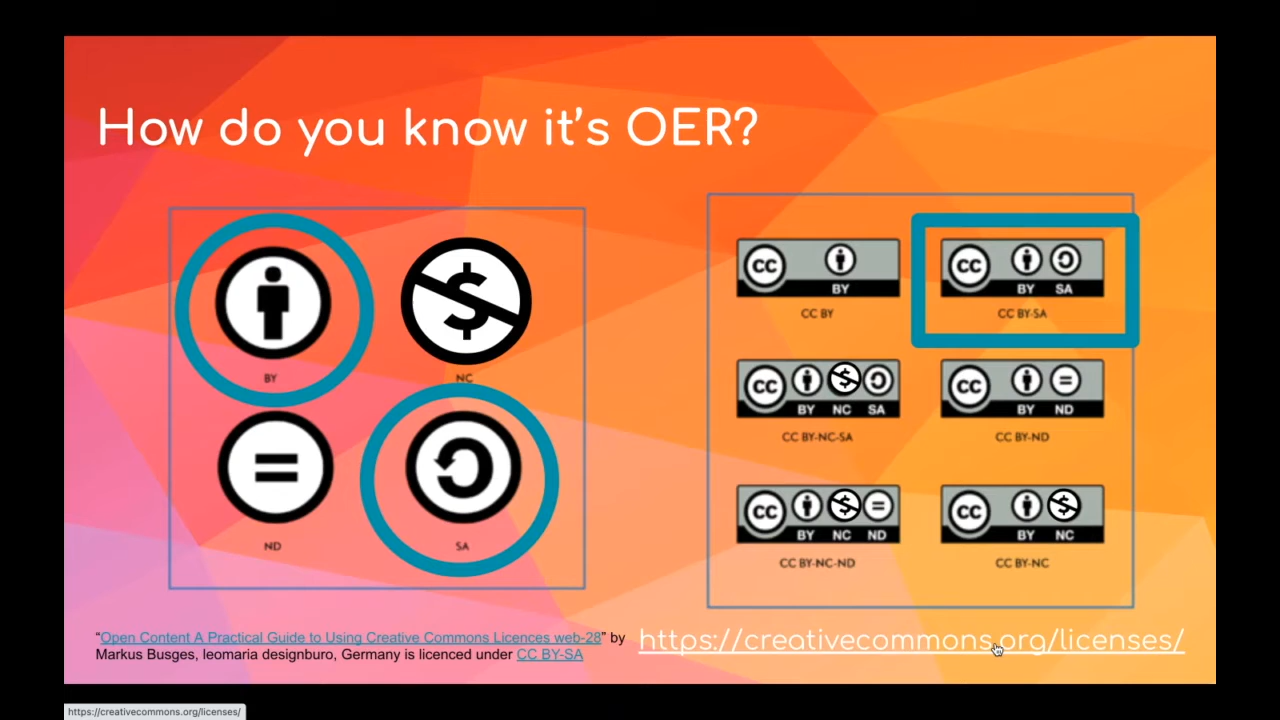 How do you know it's OER?
BY
NC
ND
SA
CC
BY
CC BY
CC
BY SA
CC BY-SA
CC
BY NC SA
CC BY-NC-SA
CC
BY ND
CC BY-ND
CC
BY NC ND
CC BY-NC-ND
CC
BY NC
CC BY-NC
“Open Content A Practical Guide to Using Creative Commons Licences web-28” by
Markus Busges, leomaria designburo, Germany is licenced under CC BY-SA
https://creativecommons.org/licenses/
https://creativecommons.org/licenses/